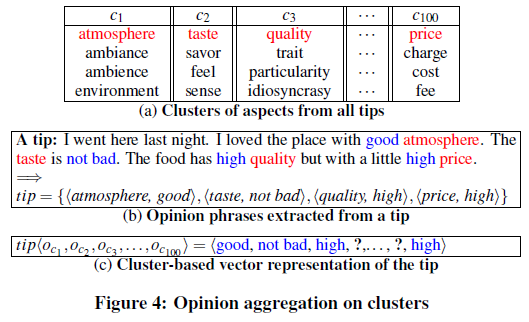 c1 c2 c3 ⋯ c100
atmosphere taste quality ⋯ price
ambiance savor trait ⋯ charge
ambience feel particularity ⋯ cost
environment sense idiosyncrasy ⋯ fee
(a) Clusters of aspects from all tips
A tip: I went here last night. I loved the place with good atmosphere. The
taste is not bad. The food has high quality but with a little high price.
⟹
tip = {⟨atmosphere, good⟩,⟨taste, not bad⟩,⟨quality, high⟩,⟨price, high⟩}
(b) Opinion phrases extracted from a tip
tip⟨o_c1,o_c2,o_c3,...,o_c100⟩ = ⟨good, not bad, high, ?,..., ?, high⟩
(c) Cluster-based vector representation of the tip
Figure 4: Opinion aggregation on clusters